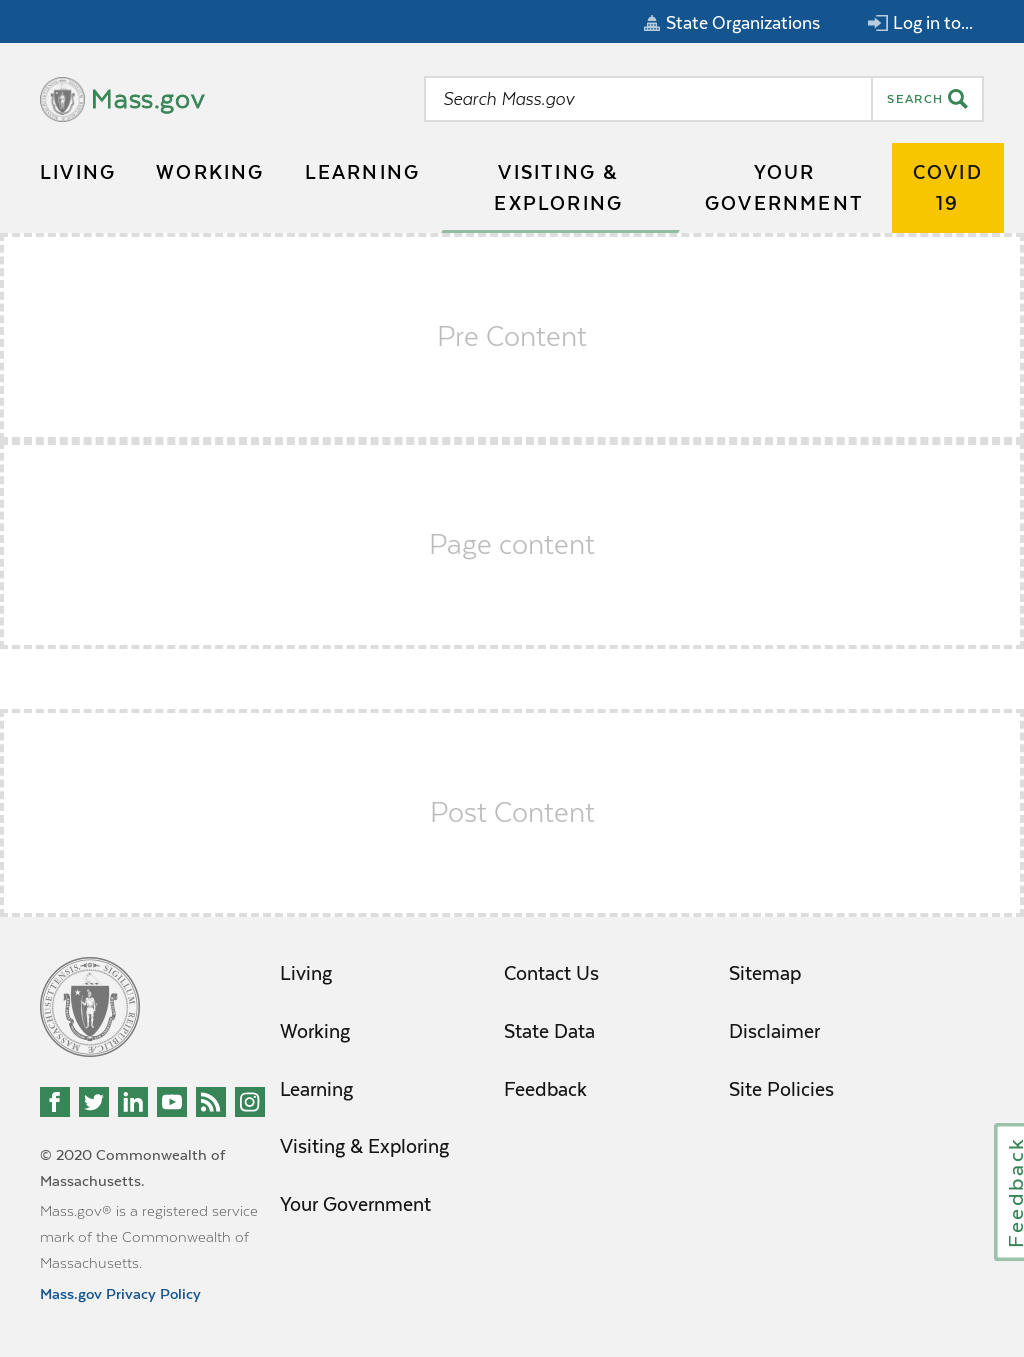 State Organizations
Log in to...
Mass.gov
Search Mass.gov
SEARCH
LIVING
WORKING
LEARNING
VISITING &
EXPLORING
YOUR
GOVERNMENT
COVID
19
Pre Content
Page content
Post Content
Living
Working
Learning
Visiting & Exploring
Your Government
Contact Us
State Data
Feedback
Sitemap
Disclaimer
Site Policies
© 2020 Commonwealth of
Massachusetts.
Mass.gov® is a registered service
mark of the Commonwealth of
Massachusetts.
Mass.gov Privacy Policy
Feedback